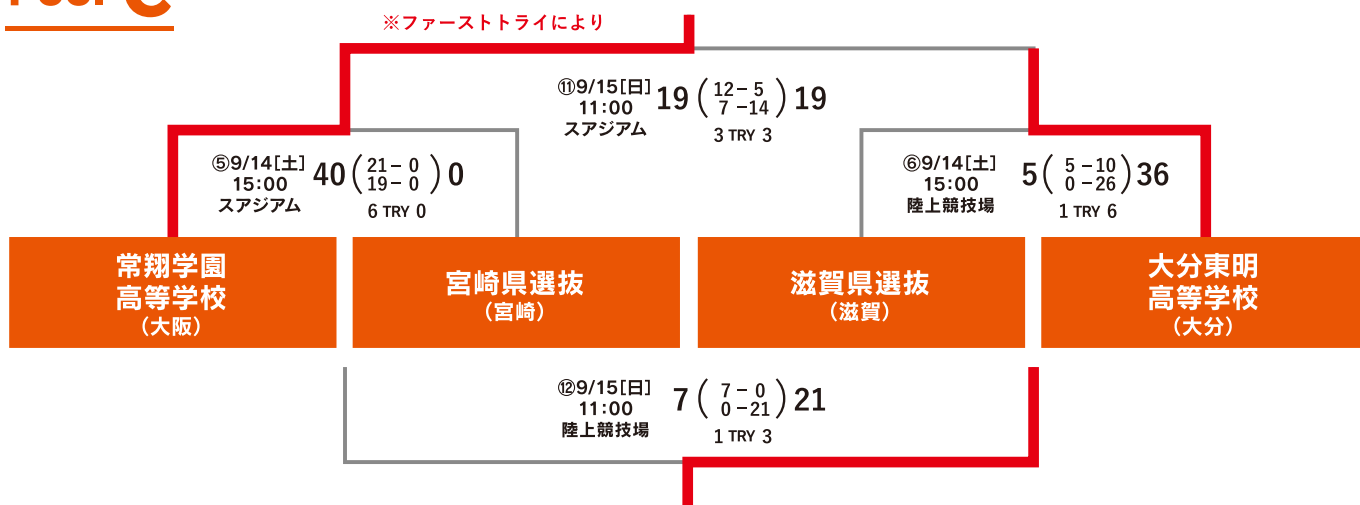 ※ファーストトライにより
⑪9/15[日]
11:00
スアジアム
19 ( 12 – 5
7 – 14 ) 19
3 TRY 3
⑤9/14[土]
15:00
スアジアム
40 ( 21 – 0
19 – 0 ) 0
6 TRY 0
⑥9/14[土]
15:00
陸上競技場
5 ( 5 – 10
0 – 26 ) 36
1 TRY 6
常翔学園
高等学校
(大阪)
宮崎県選抜
(宮崎)
滋賀県選抜
(滋賀)
大分東明
高等学校
(大分)
⑫9/15[日]
11:00
陸上競技場
7 ( 7 – 0
0 – 21 ) 21
1 TRY 3